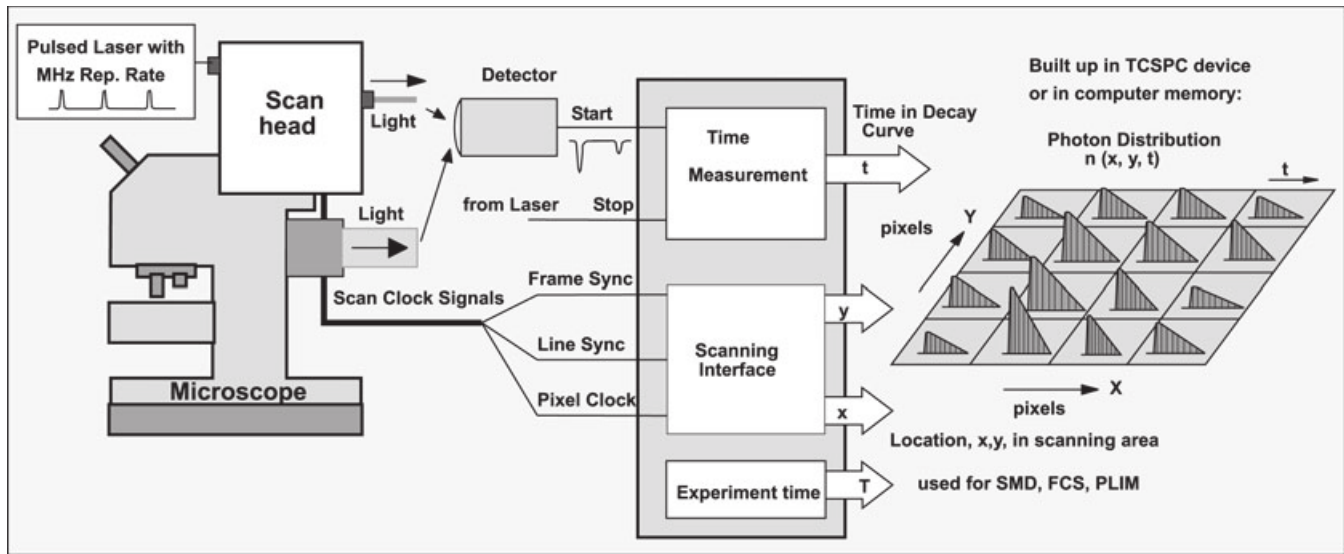 Pulsed Laser with
MHz Rep. Rate
Scan
head
Light
Detector
Start
Time
Measurement
from Laser
Stop
Time in Decay
Curve
t
Built up in TCSPC device
or in computer memory:
Photon Distribution
n (x, y, t)
t
Y
pixels
X
pixels
Light
Scan Clock Signals
Frame Sync
Line Sync
Pixel Clock
Scanning
Interface
y
x
Location, x,y, in scanning area
Microscope
Experiment time
T
used for SMD, FCS, PLIM